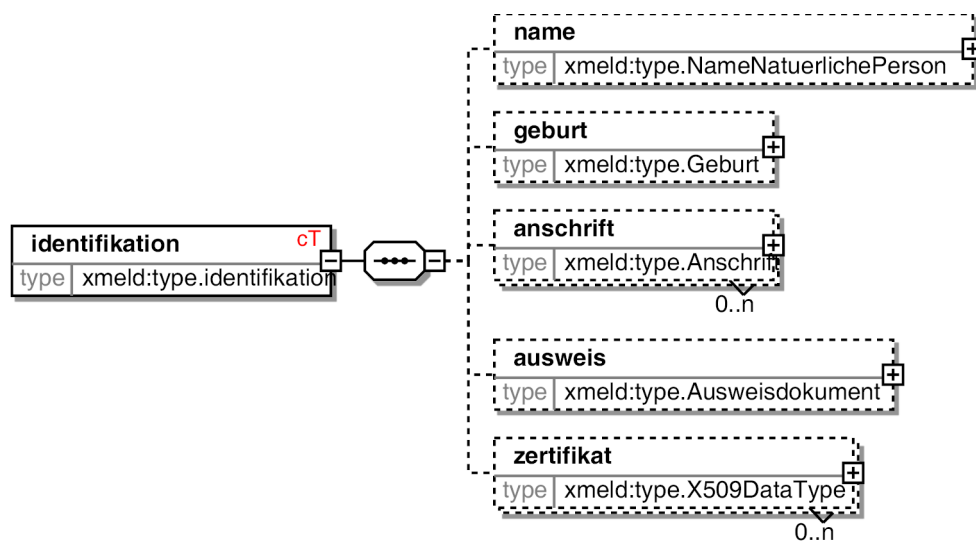 name
type xmeld:type.NameNatuerlichePerson
geburt
type xmeld:type.Geburt
anschrift
type xmeld:type.Anschrift
0..n
identifikation cT
type xmeld:type.identifikation
ausweis
type xmeld:type.Ausweisdokument
zertifikat
type xmeld:type.X509DataType
0..n